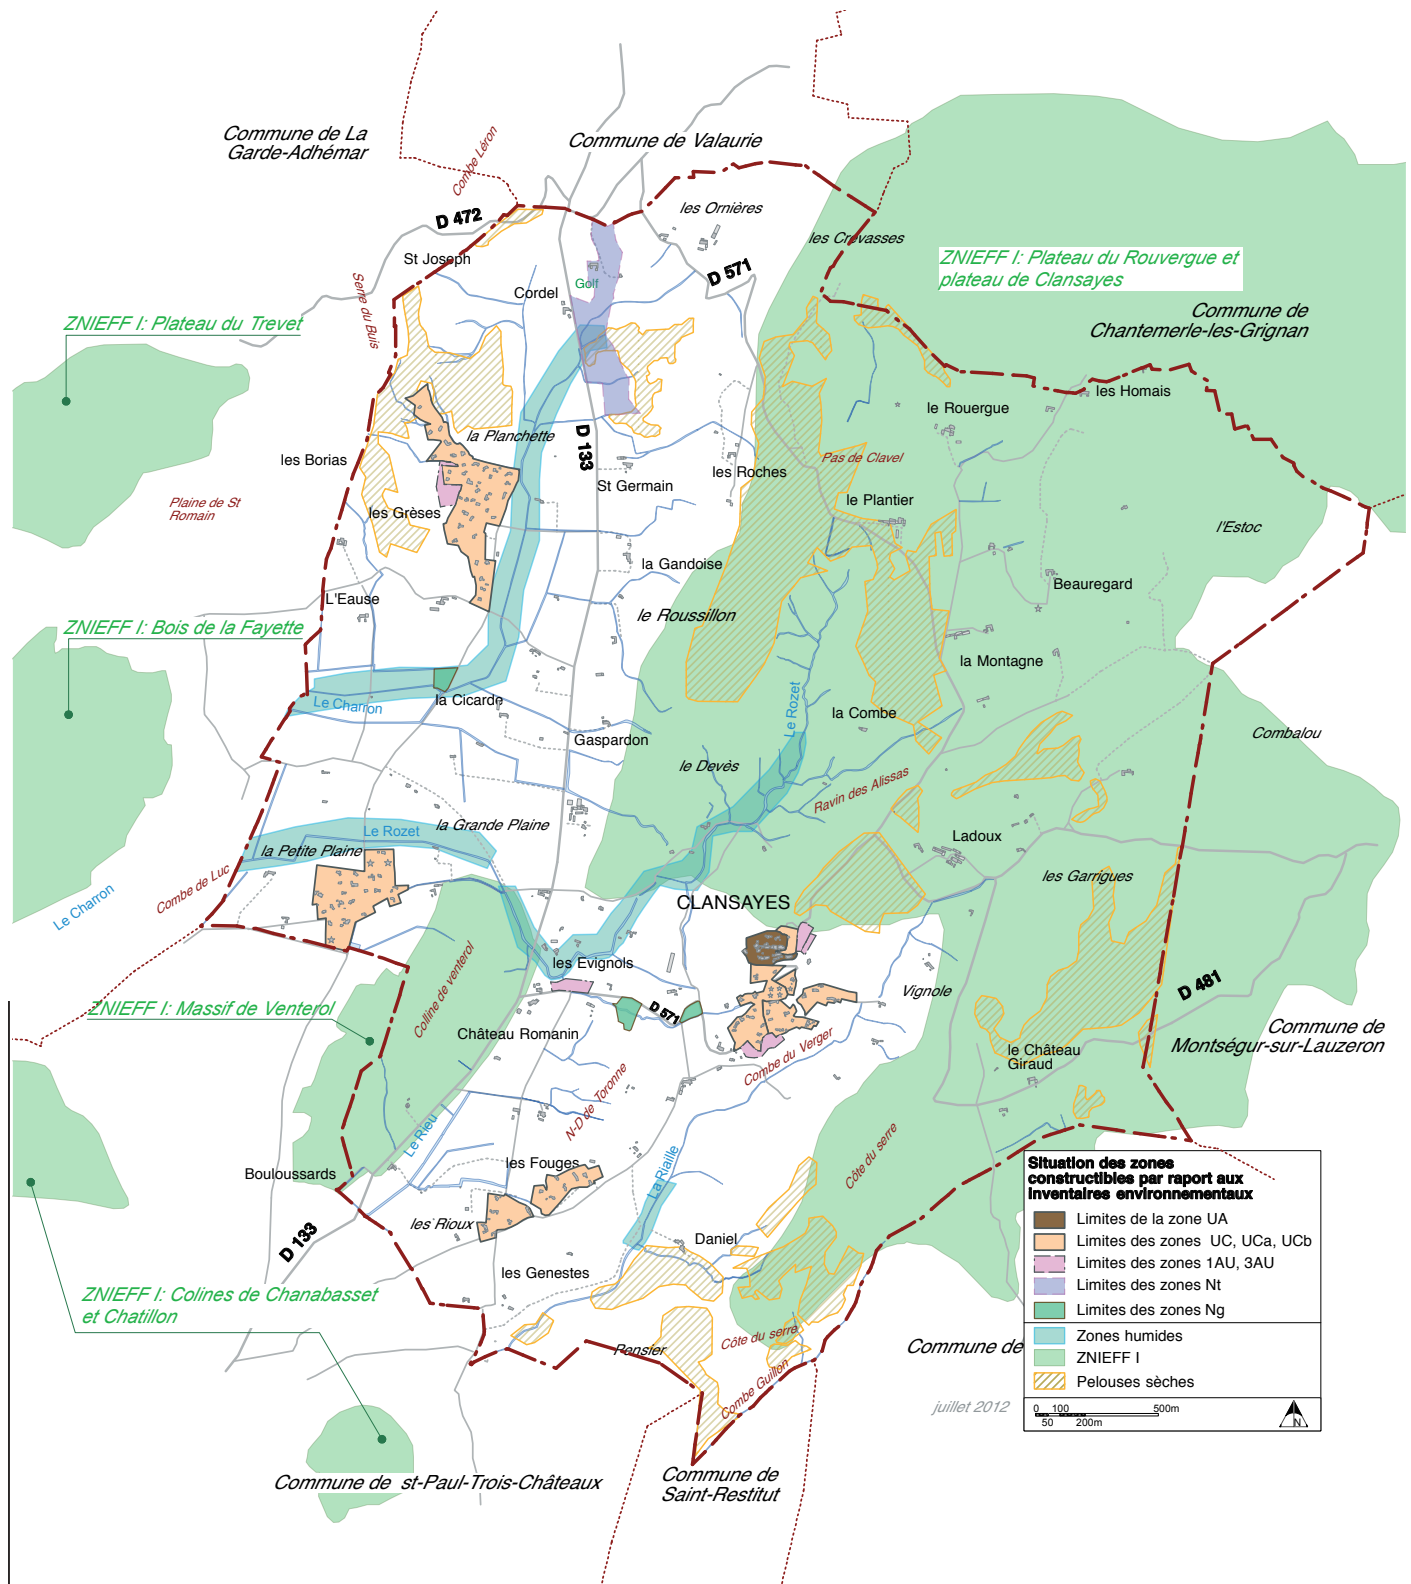 Commune de La
Garde-Adhémar
Combe Léron
Commune de Valaurie
D 472
les Ornières
les Crevasses
St Joseph
D 571
ZNIEFF I: Plateau du Rouvergue et
plateau de Clansayes
Serre du Buis
Cordel
Golf
Commune de
Chantemerle-les-Grignan
ZNIEFF I: Plateau du Trevet
les Homais
le Rouergue
la Planchette
D 133
les Borias
Pas de Clavel
les Roches
St Germain
Plaine de St
Romain
les Grèses
le Plantier
l'Estoc
la Gandoise
Beauregard
L'Eause
le Roussillon
ZNIEFF I: Bois de la Fayette
la Montagne
Le Charron
la Cicarde
Le Rozet
la Combe
Combalou
Gaspardon
le Devès
Ravin des Alissas
la Grande Plaine
Le Rozet
Ladoux
la Petite Plaine
Combe de Luc
les Garrigues
Le Charron
CLANSAYES
les Evignols
Colline de venterol
D 481
Vignole
ZNIEFF I: Massif de Venterol
D 571
Château Romanin
Commune de
Montségur-sur-Lauzeron
le Château
Giraud
Combe du Verger
N-D de Toronne
Le Rieu
Côte du serre
les Fouges
La Riaille
Bouloussards
les Rioux
D 133
Daniel
les Genestes
ZNIEFF I: Colines de Chanabasset
et Chatillon
Côte du serre
Ronsier
Commune de
Combe Guillon
juillet 2012
Commune de st-Paul-Trois-Châteaux
Commune de
Saint-Restitut
Situation des zones
constructibles par raport aux
inventaires environnementaux
Limites de la zone UA
Limites des zones UC, UCa, UCb
Limites des zones 1AU, 3AU
Limites des zones Nt
Limites des zones Ng
Zones humides
ZNIEFF I
Pelouses sèches
0 100 500m
50 200m
N